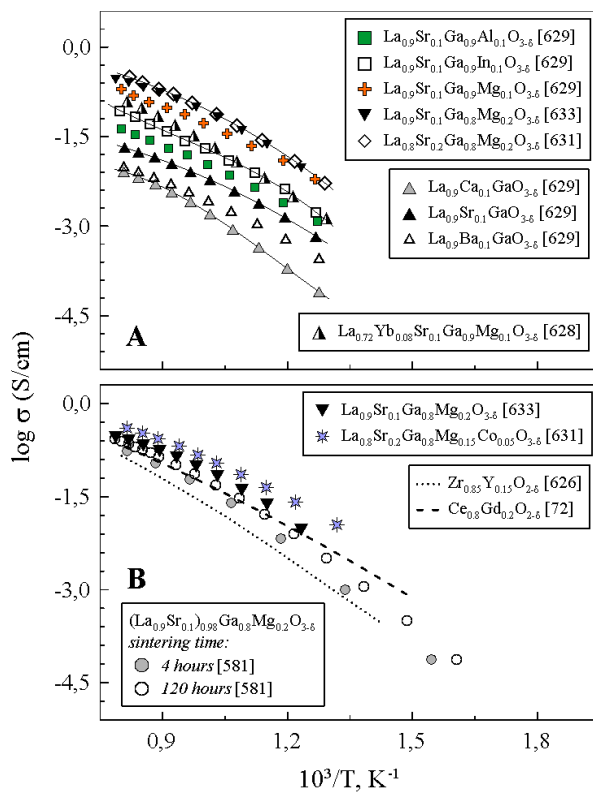 La0.9Sr0.1Ga0.9Al0.1O3-δ [629]
La0.9Sr0.1Ga0.9In0.1O3-δ [629]
La0.9Sr0.1Ga0.9Mg0.1O3-δ [629]
La0.9Sr0.1Ga0.8Mg0.2O3-δ [633]
La0.8Sr0.2Ga0.8Mg0.2O3-δ [631]
La0.9Ca0.1GaO3-δ [629]
La0.9Sr0.1GaO3-δ [629]
La0.9Ba0.1GaO3-δ [629]
La0.72Yb0.08Sr0.1Ga0.9Mg0.1O3-δ [628]
0,0
-1,5
-3,0
-4,5
A
log σ (S/cm)
La0.9Sr0.1Ga0.8Mg0.2O3-δ [633]
La0.8Sr0.2Ga0.8Mg0.15Co0.05O3-δ [631]
Zr0.85Y0.15O2-δ [626]
Ce0.8Gd0.2O2-δ [72]
0,0
-1,5
-3,0
-4,5
B
(La0.9Sr0.1)0.98Ga0.8Mg0.2O3-δ
sintering time:
4 hours [581]
120 hours [581]
0,9 1,2 1,5 1,8
10³/T, K⁻¹